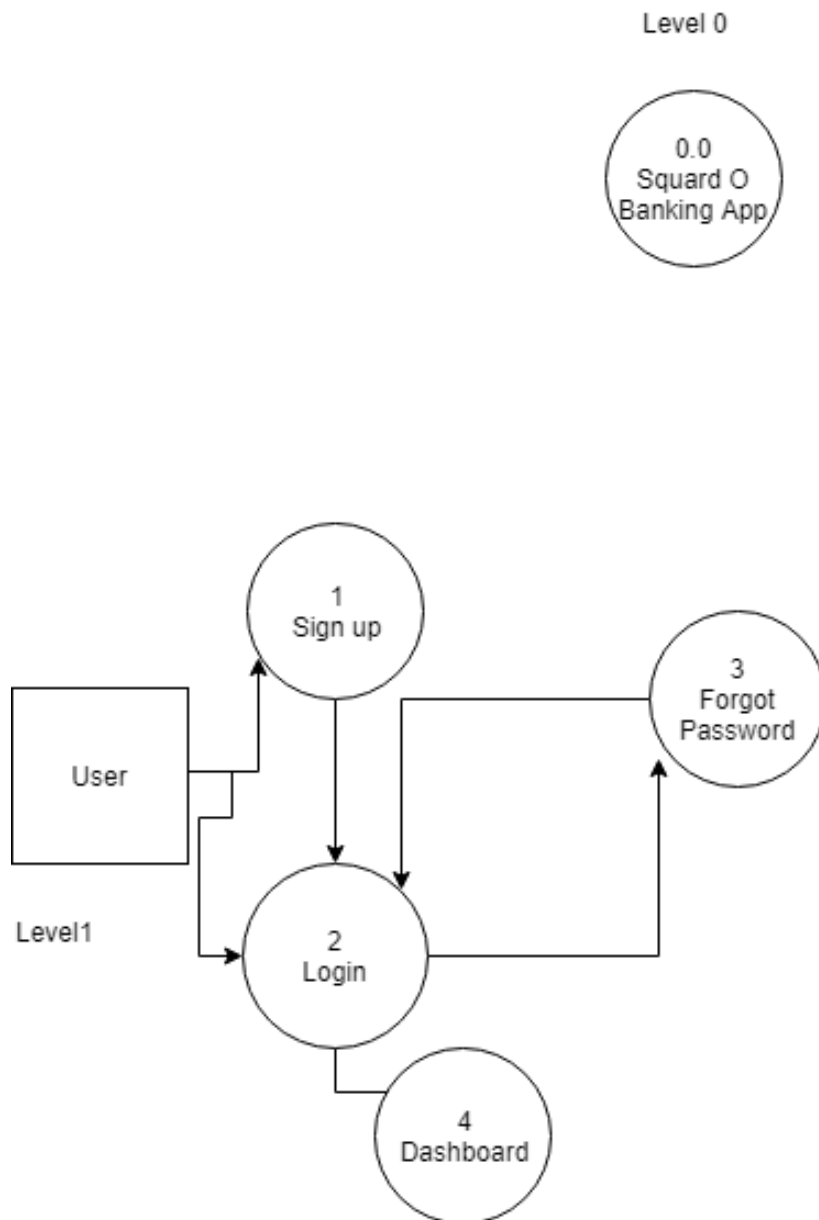 Level 0
0.0
Squard O
Banking App
1
Sign up
3
Forgot
Password
User
Level1
2
Login
4
Dashboard